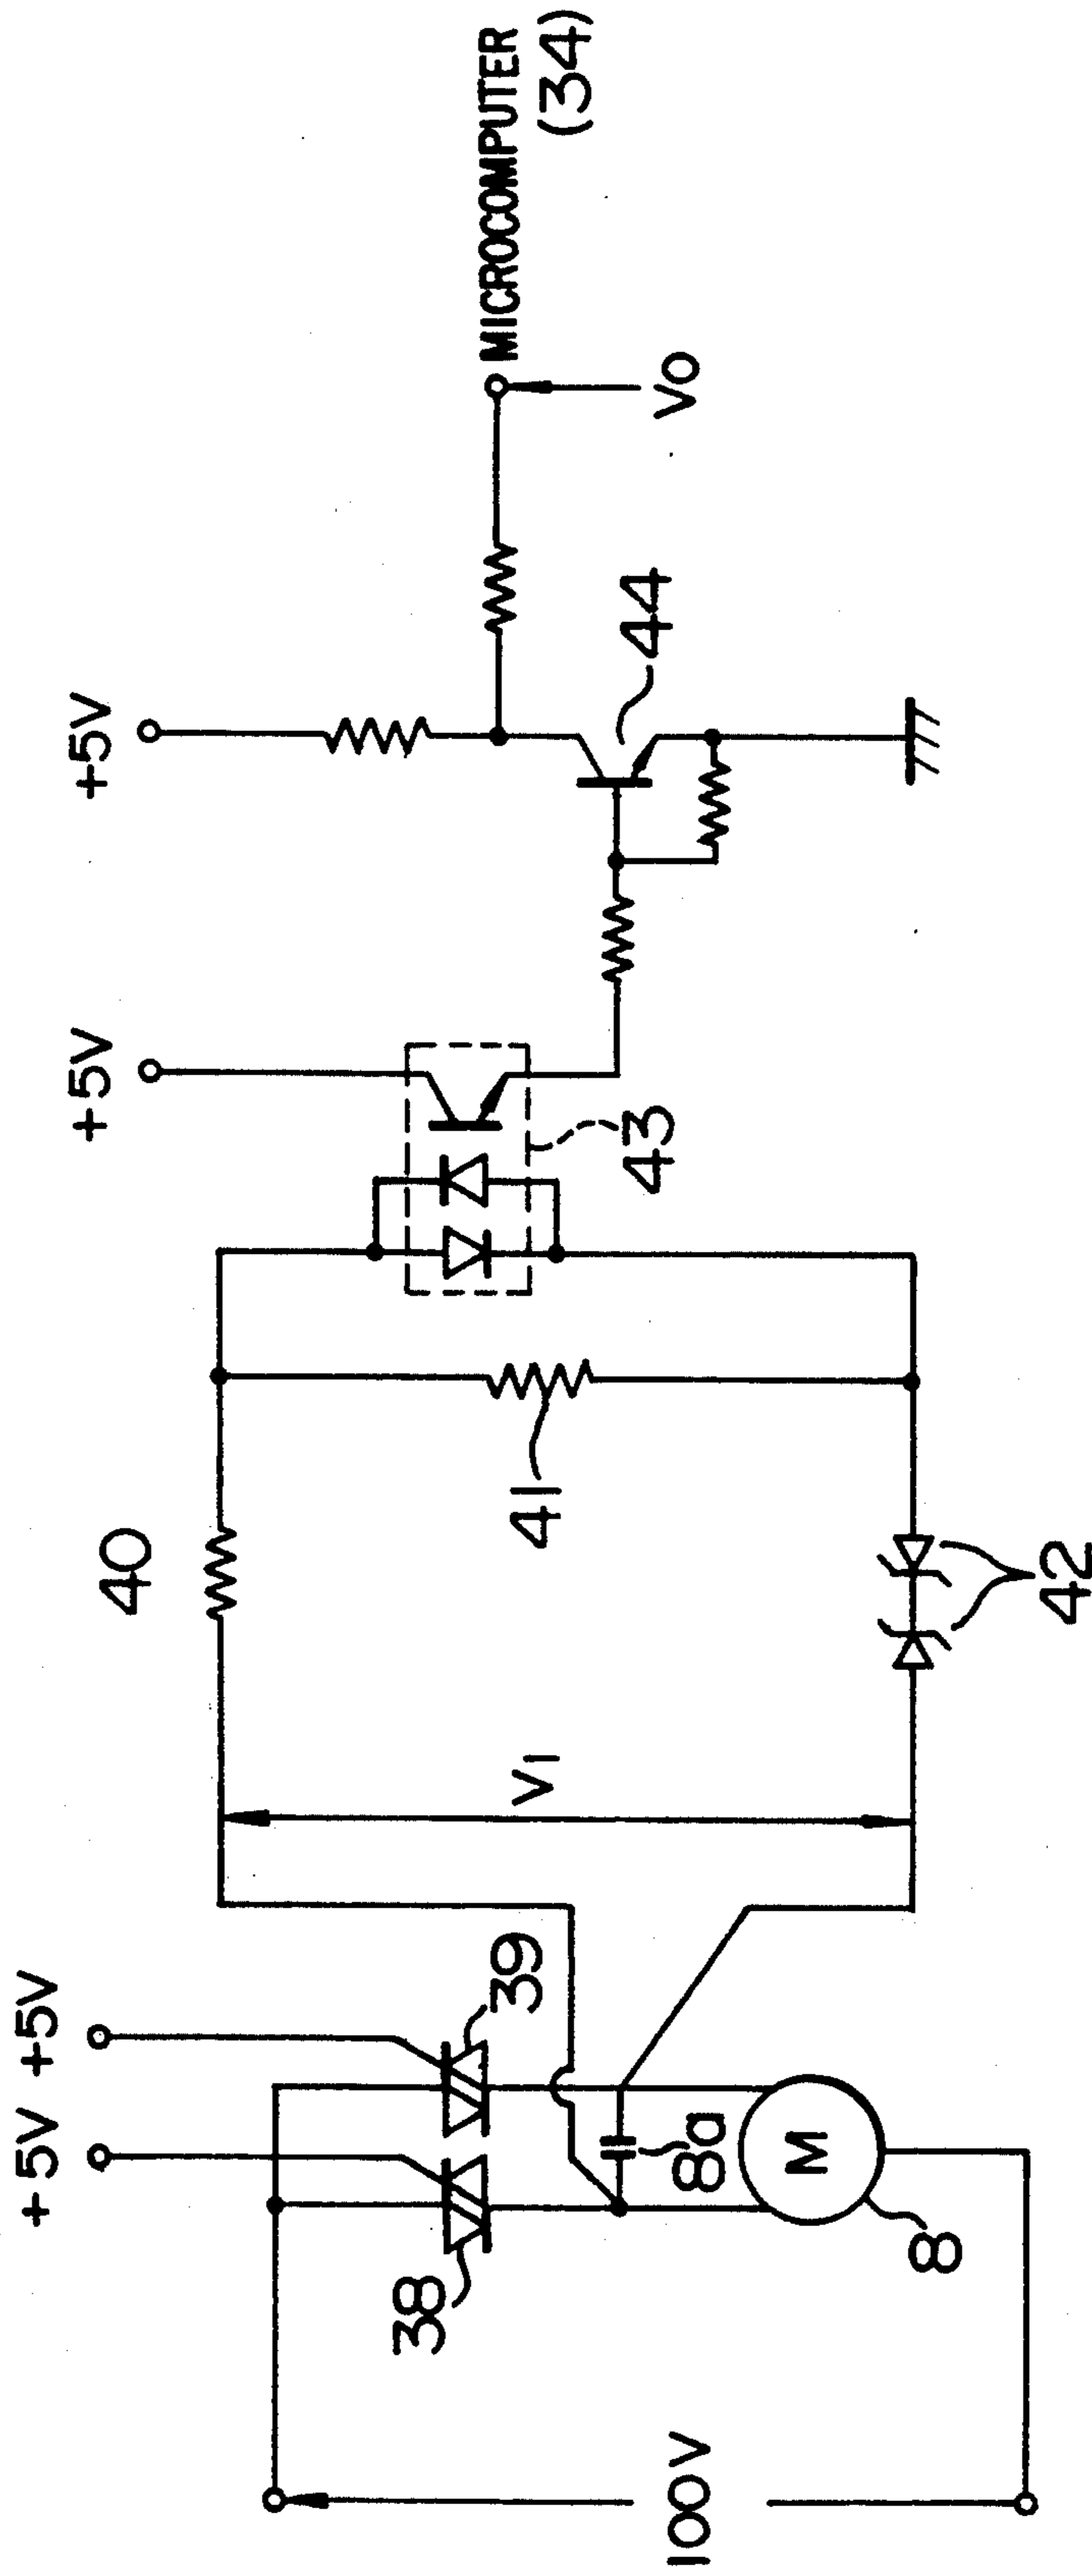 100V
+5V
+5V
38
39
8a
M
8
V1
40
41
42
43
+5V
+5V
44
VO
MICROCOMPUTER
(34)